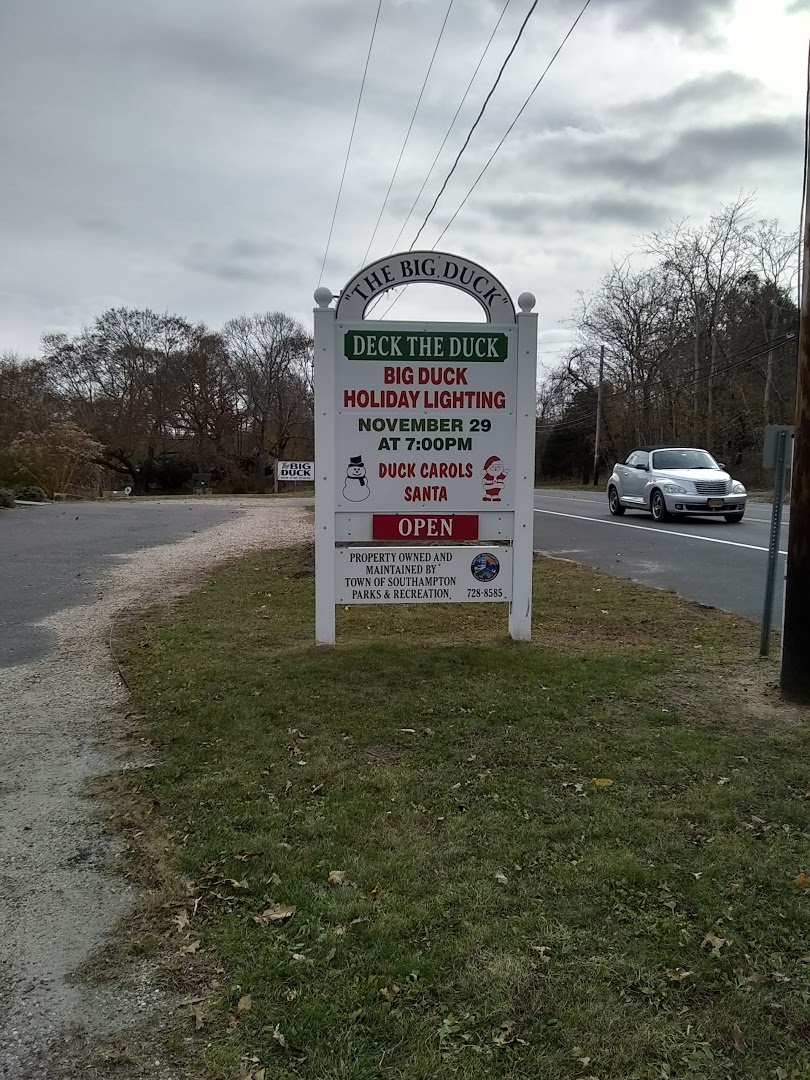 "THE BIG DUCK"
DECK THE DUCK
BIG DUCK
HOLIDAY LIGHTING
NOVEMBER 29
AT 7:00PM
DUCK CAROLS
SANTA
OPEN
PROPERTY OWNED AND
MAINTAINED BY
TOWN OF SOUTHAMPTON
PARKS & RECREATION
728-8585
The BIG
DUCK